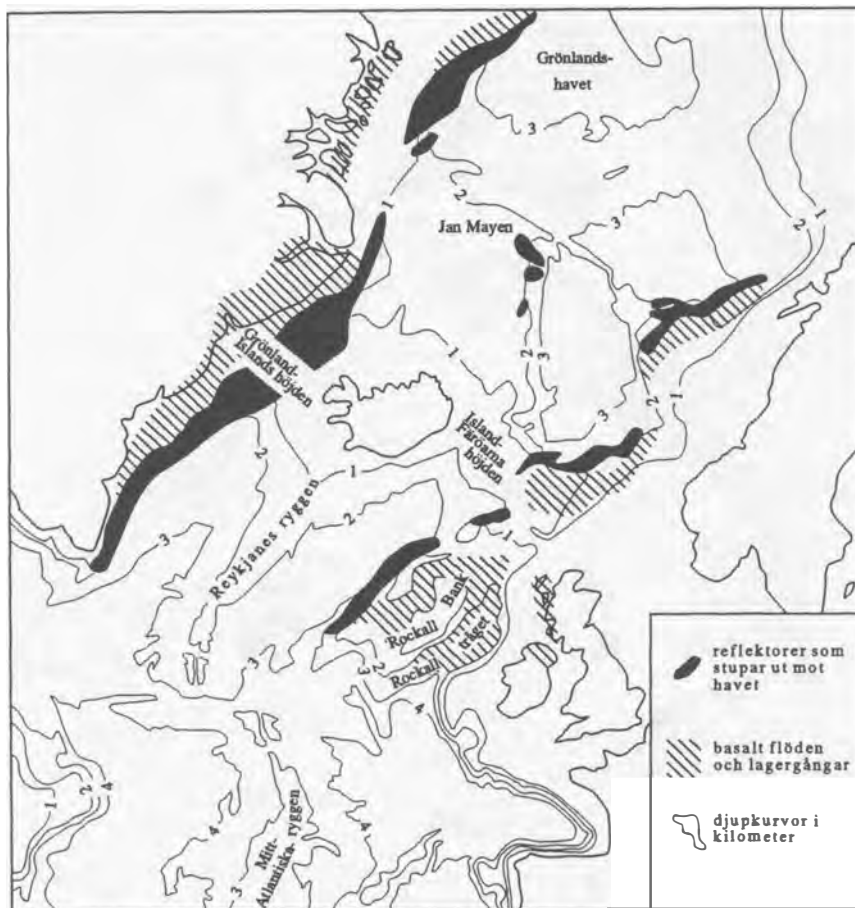 Grönlands-
havet
3
1
2
Jan Mayen
3
2
1
1
2
3
Grönland-
Islands höjden
2
1
3
Island-
Färöarna
höjden
2
1
1
2
3
Reykjanes ryggen
1
Rockall Bank
Rockall tråget
3
2
3
4
1
2
4
4
3
Mitt-
Atlantiska- ryggen
4
reflektorer som
stupar ut mot
havet
basalt flöden
och lagergångar
djupkurvor i
kilometer